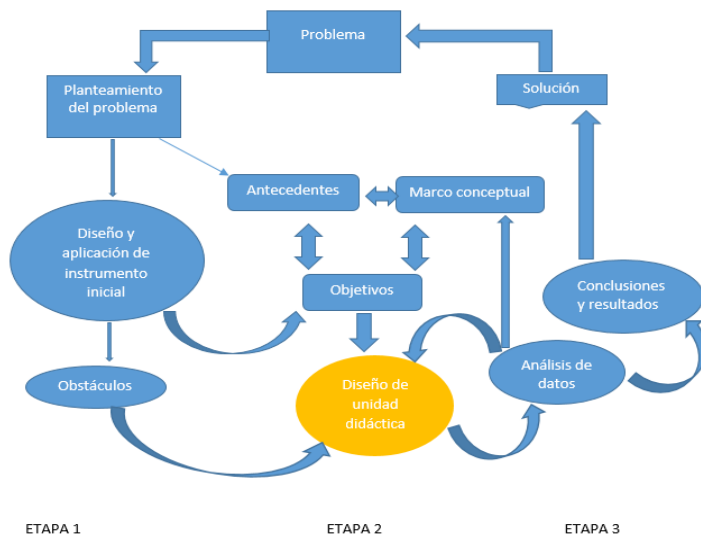 Problema
Planteamiento
del problema
Solución
Antecedentes
Marco conceptual
Diseño y
aplicación de
instrumento
inicial
Objetivos
Conclusiones
y resultados
Obstáculos
Diseño de
unidad
didáctica
Análisis de
datos
ETAPA 1
ETAPA 2
ETAPA 3